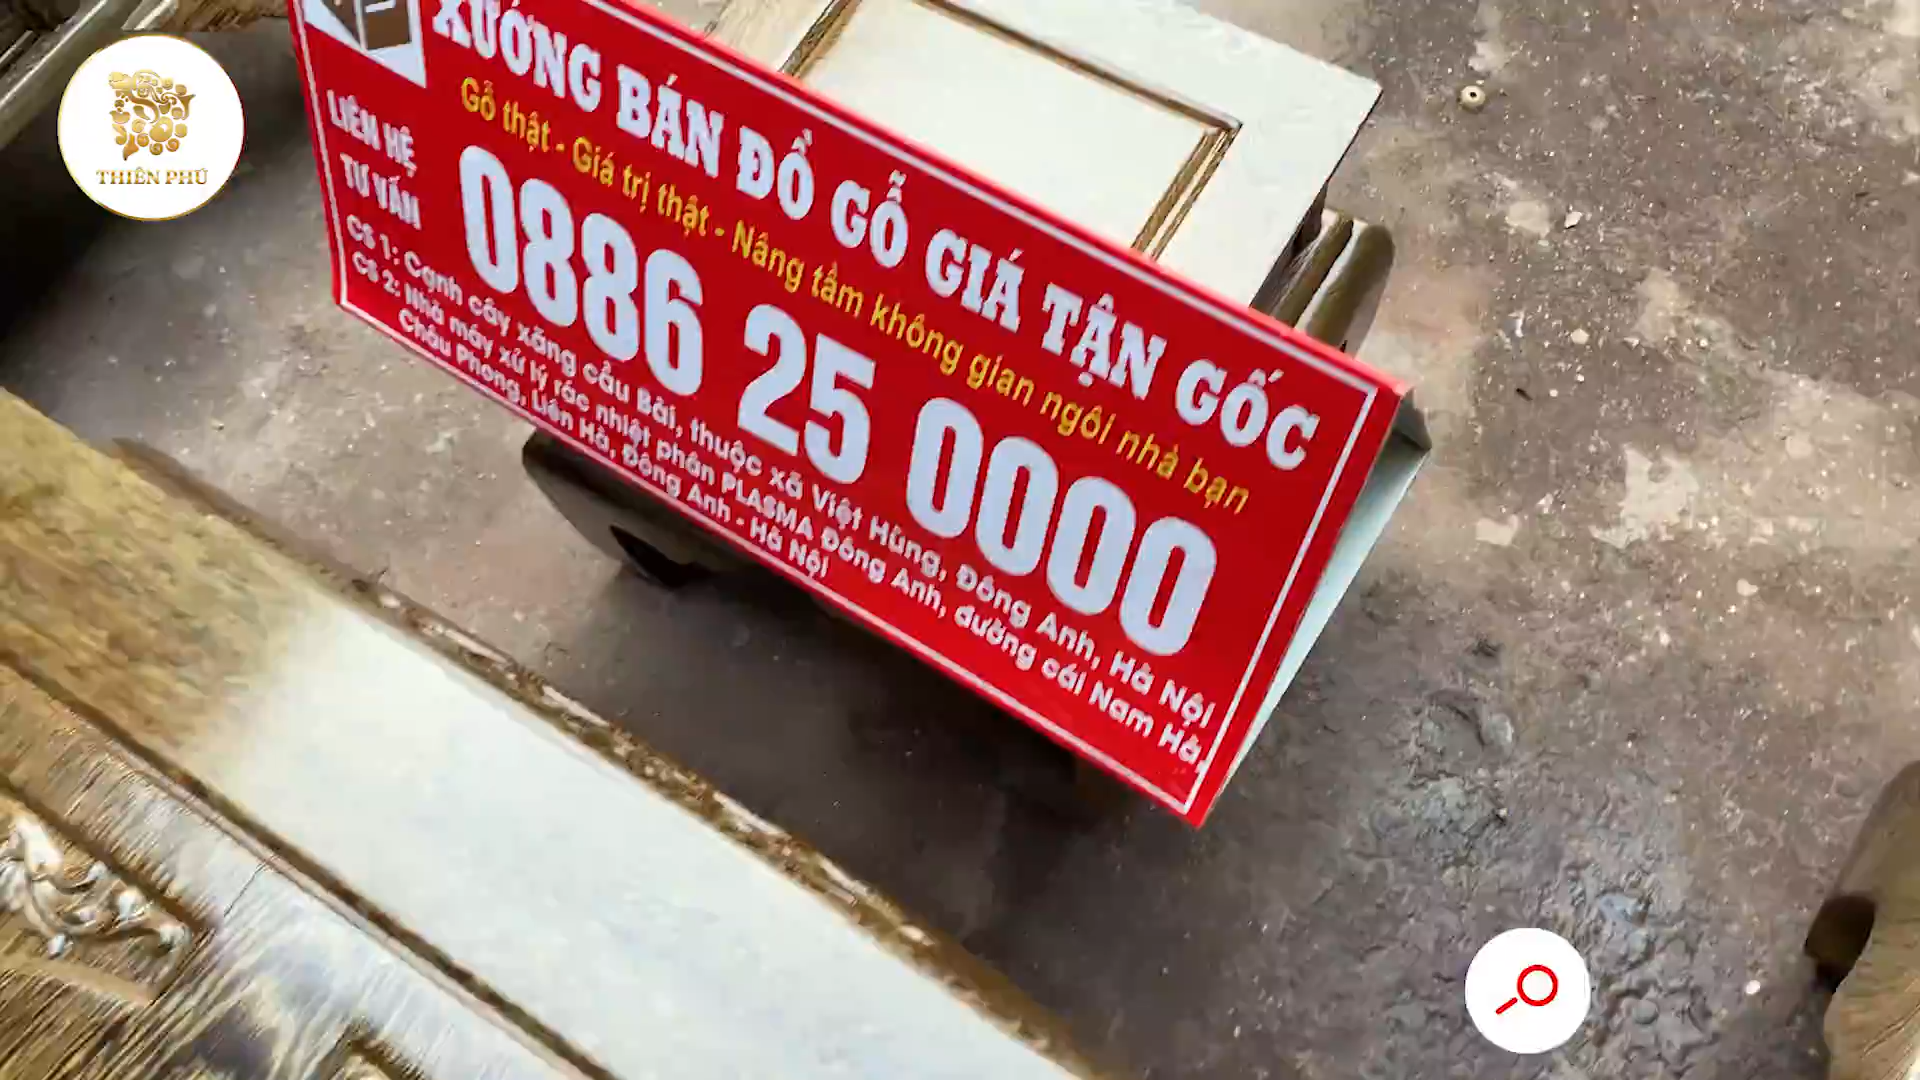 THIÊN PHÚ
XƯỞNG BÁN ĐỒ GỖ GIÁ TẬN GỐC
Gỗ thật - Giá trị thật - Nâng tầm không gian ngôi nhà bạn
LIÊN HỆ
TƯ VẤN
0886 25 0000
CS 1: Cạnh cây xăng cầu Bài, thuộc xã Việt Hùng, Đông Anh, Hà Nội
CS 2: Nhà máy xử lý rác nhiệt phân PLASMA Đông Anh, đường cái Nam Hà,
Châu Phong, Liên Hà, Đông Anh - Hà Nội